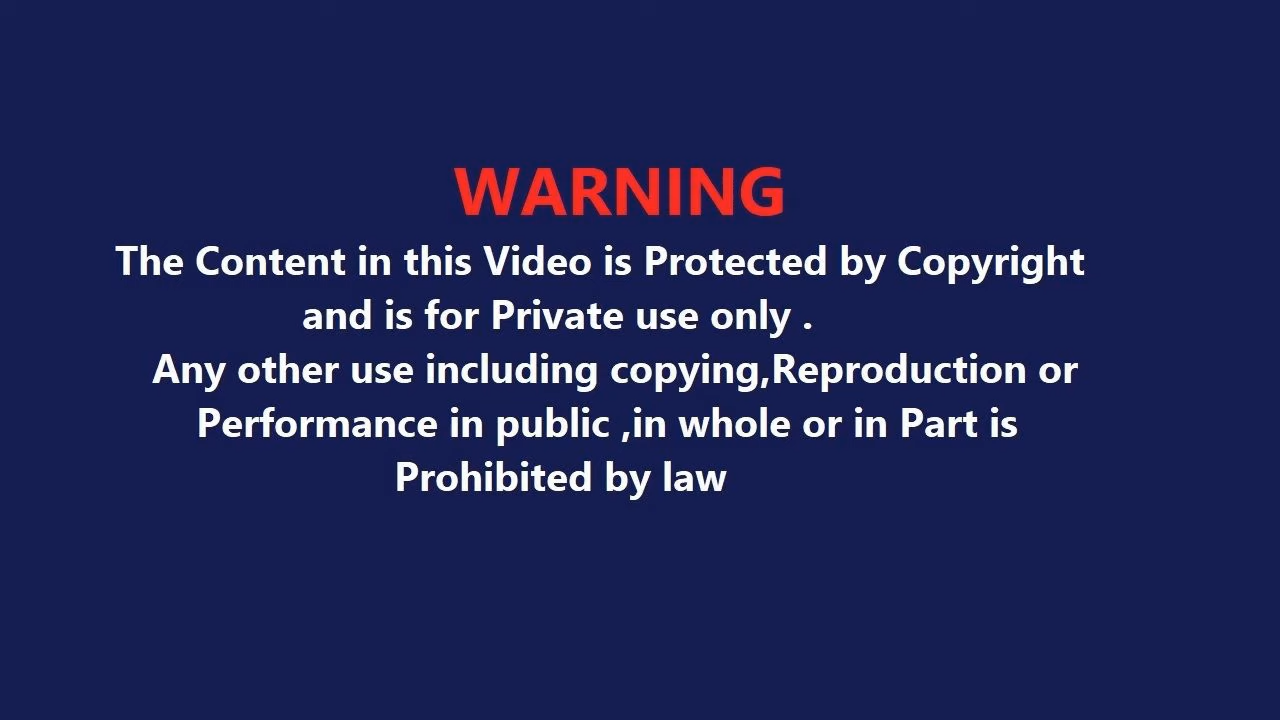 WARNING
The Content in this Video is Protected by Copyright
and is for Private use only .
Any other use including copying,Reproduction or
Performance in public ,in whole or in Part is
Prohibited by law